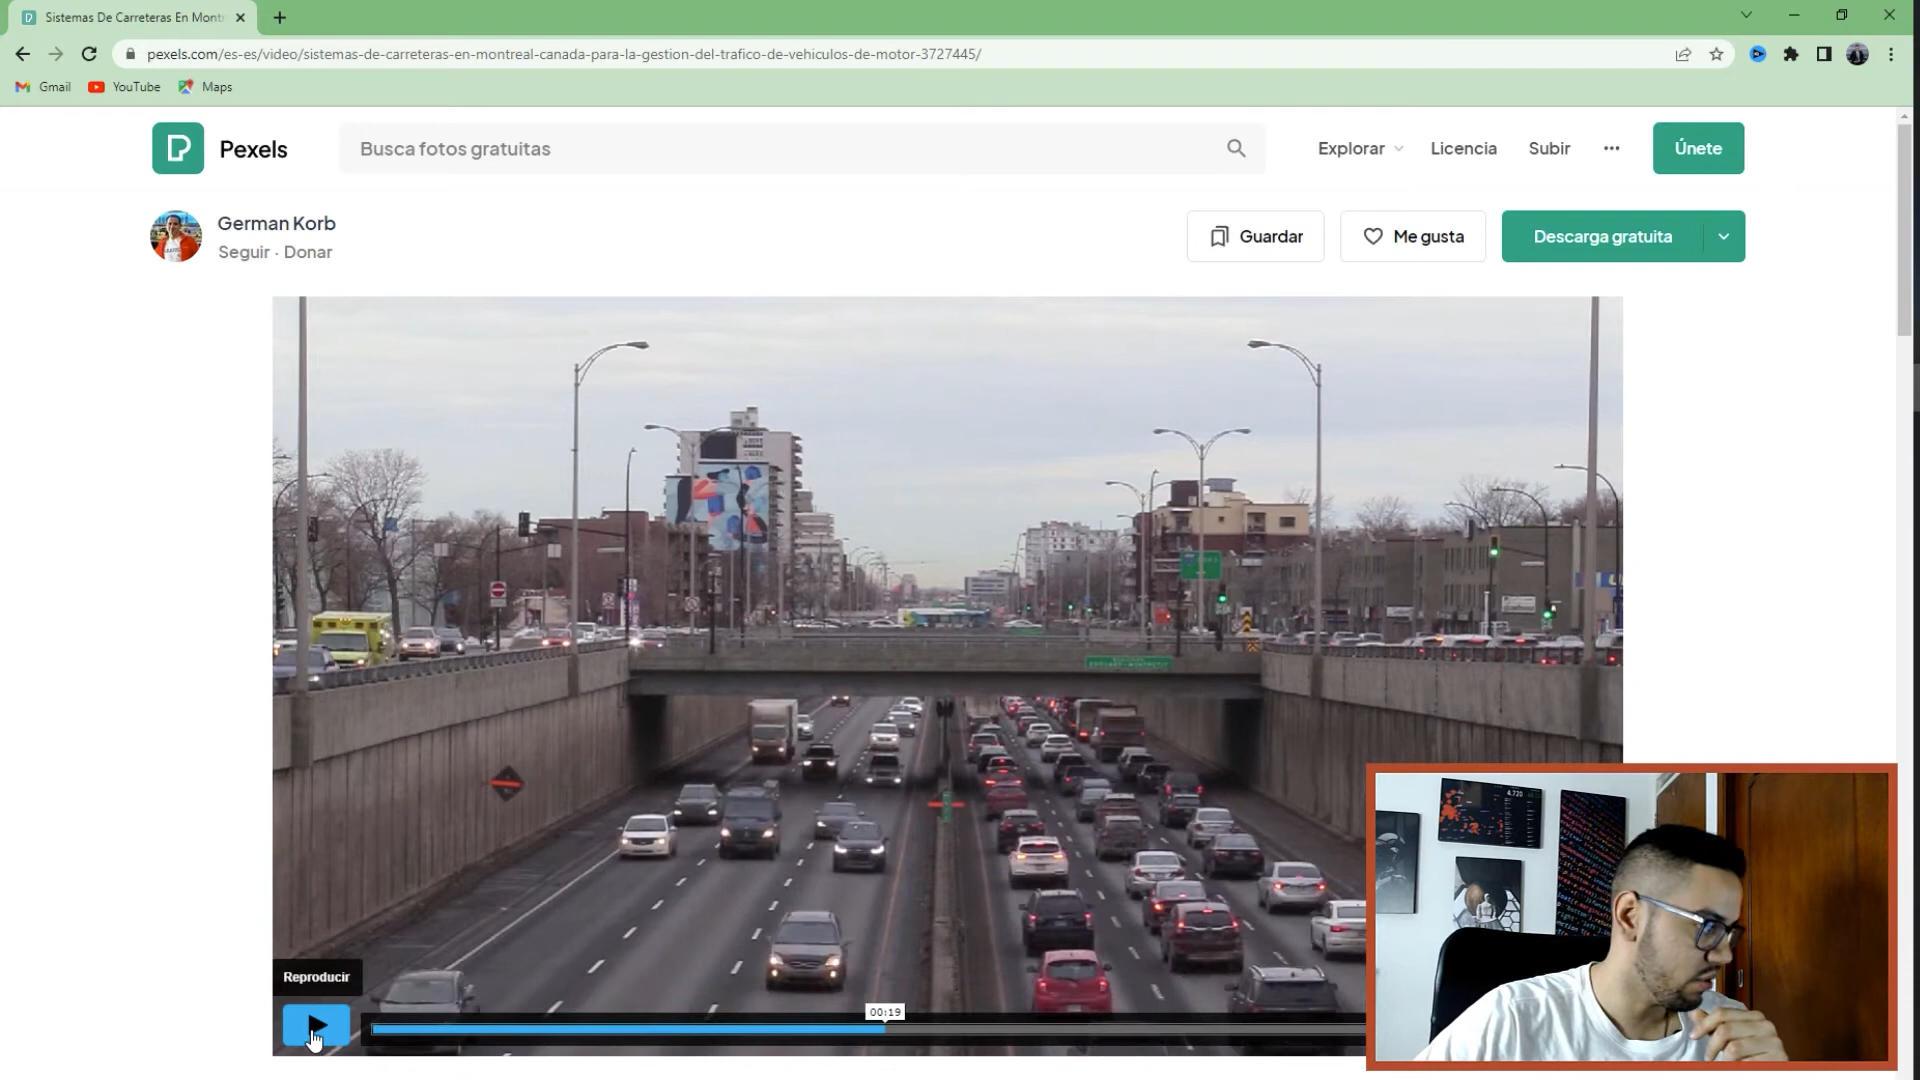 Sistemas De Carreteras En Mont
pexels.com/es-es/video/sistemas-de-carreteras-en-montreal-canada-para-la-gestion-del-trafico-de-vehiculos-de-motor-3727445/
Gmail YouTube Maps
Pexels
Busca fotos gratuitas
Explorar Licencia Subir ... Únete
German Korb
Seguir · Donar
Guardar Me gusta Descarga gratuita
Reproducir
00:19
4.720